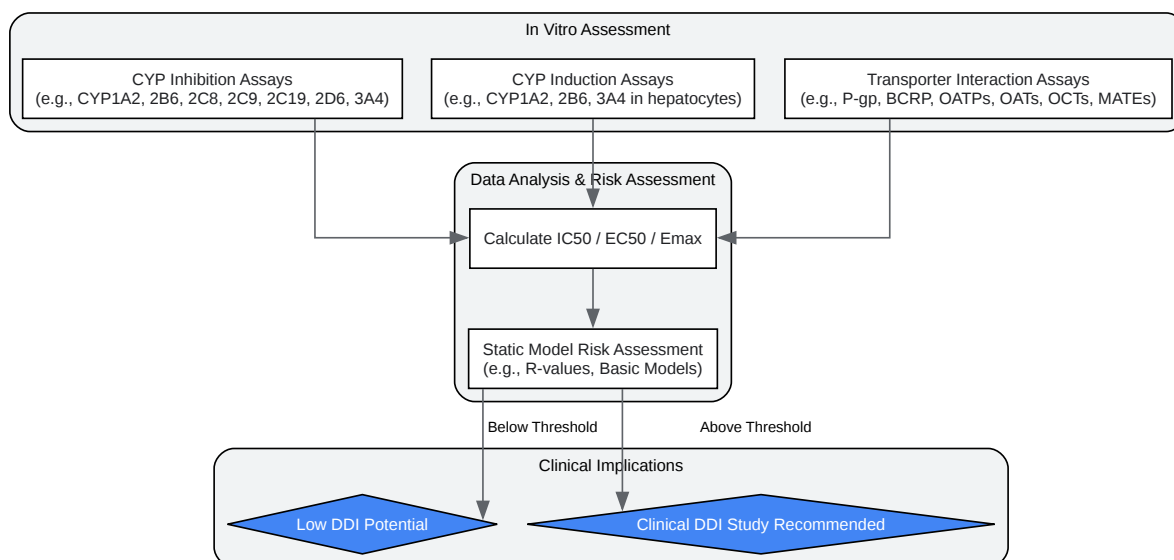 In Vitro Assessment
CYP Inhibition Assays
(e.g., CYP1A2, 2B6, 2C8, 2C9, 2C19, 2D6, 3A4)
CYP Induction Assays
(e.g., CYP1A2, 2B6, 3A4 in hepatocytes)
Transporter Interaction Assays
(e.g., P-gp, BCRP, OATPs, OATs, OCTs, MATEs)
Data Analysis & Risk Assessment
Calculate IC50 / EC50 / Emax
Static Model Risk Assessment
(e.g., R-values, Basic Models)
Below Threshold
Above Threshold
Clinical Implications
Low DDI Potential
Clinical DDI Study Recommended